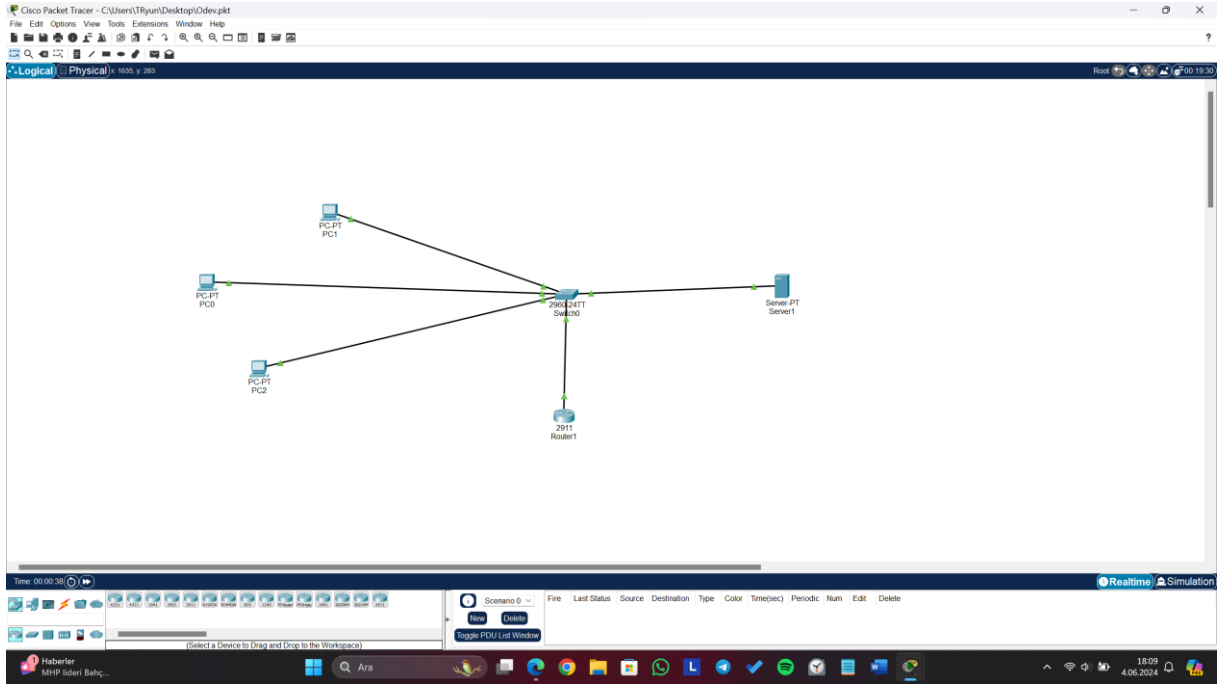 Cisco Packet Tracer - C:\Users\TRyun\Desktop\Odev.pkt
File Edit Options View Tools Extensions Window Help
?
Logical Physical x: 1635, y: 283 Root 00:19:30
PC-PT
PC1
PC-PT
PC0
2960-24TT
Switch0
Server-PT
Server1
PC-PT
PC2
2911
Router1
Time: 00:00:38 Realtime Simulation
Scenario 0 Fire Last Status Source Destination Type Color Time(sec) Periodic Num Edit Delete
New Delete
Toggle PDU List Window
(Select a Device to Drag and Drop to the Workspace)
Haberler
MHP lideri Bahç...
Ara
18:09
4.06.2024